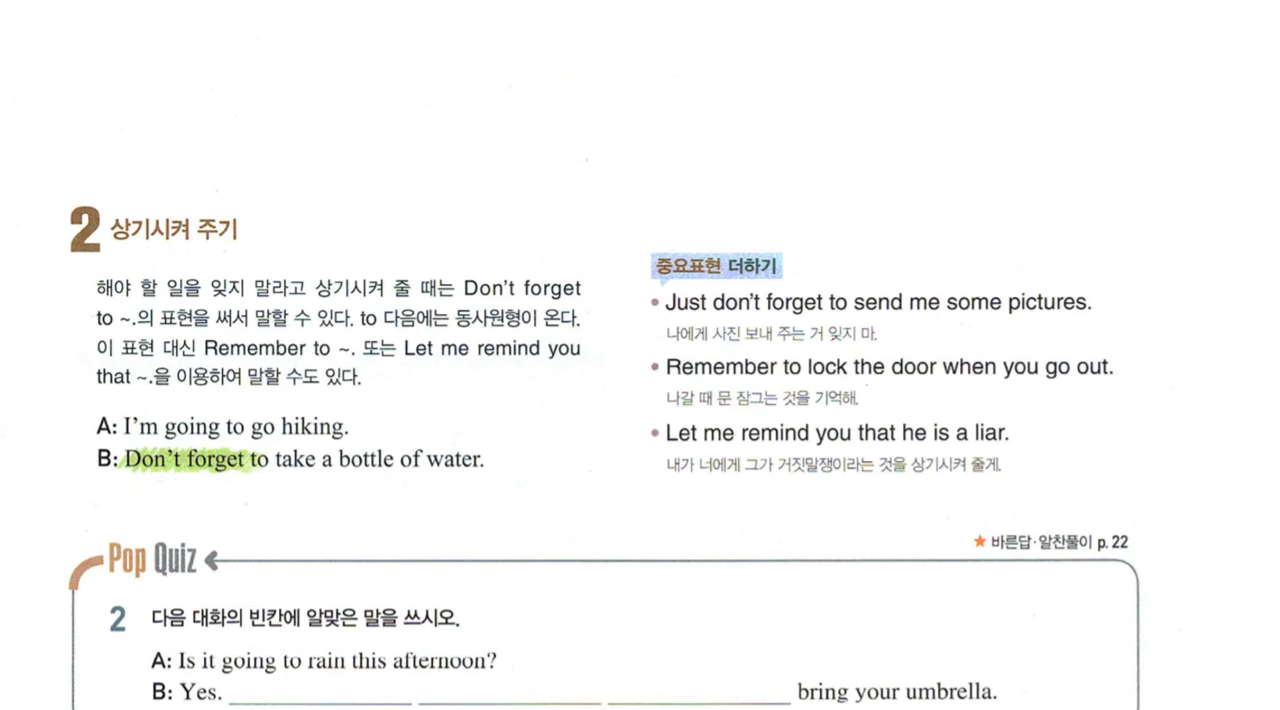 2 상기시켜 주기
해야 할 일을 잊지 말라고 상기시켜 줄 때는 Don't forget
to ~.의 표현을 써서 말할 수 있다. to 다음에는 동사원형이 온다.
이 표현 대신 Remember to ~. 또는 Let me remind you
that ~.을 이용하여 말할 수도 있다.
A: I'm going to go hiking.
B: Don't forget to take a bottle of water.
중요표현 더하기
• Just don't forget to send me some pictures.
나에게 사진 보내 주는 거 잊지 마.
• Remember to lock the door when you go out.
나갈 때 문 잠그는 것을 기억해.
• Let me remind you that he is a liar.
내가 너에게 그가 거짓말쟁이라는 것을 상기시켜 줄게.
★ 바른답·알찬풀이 p. 22
Pop Quiz
2 다음 대화의 빈칸에 알맞은 말을 쓰시오.
A: Is it going to rain this afternoon?
B: Yes. ____________ ____________ ____________ bring your umbrella.